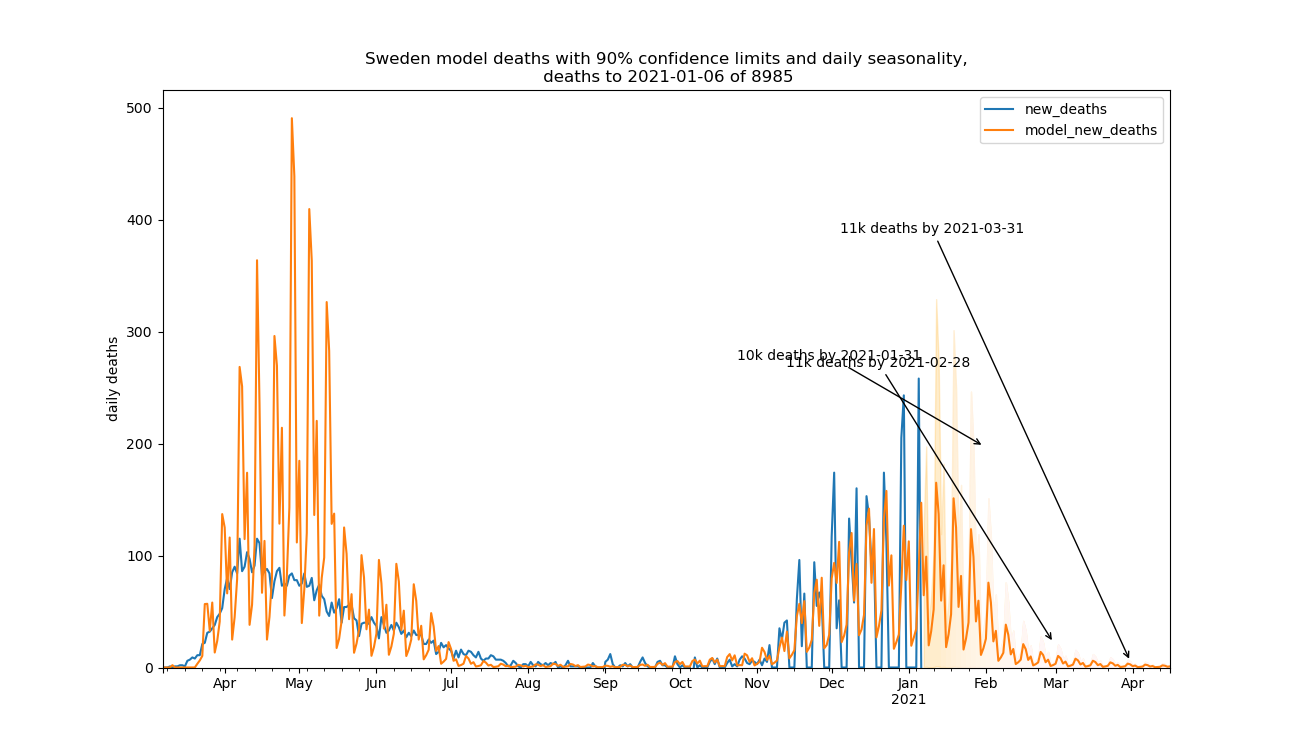 Sweden model deaths with 90% confidence limits and daily seasonality,
deaths to 2021-01-06 of 8985
new_deaths
model_new_deaths
500
400
300
200
100
0
daily deaths
11k deaths by 2021-03-31
10k deaths by 2021-01-31
11k deaths by 2021-02-28
Apr May Jun Jul Aug Sep Oct Nov Dec Jan Feb Mar Apr
2021